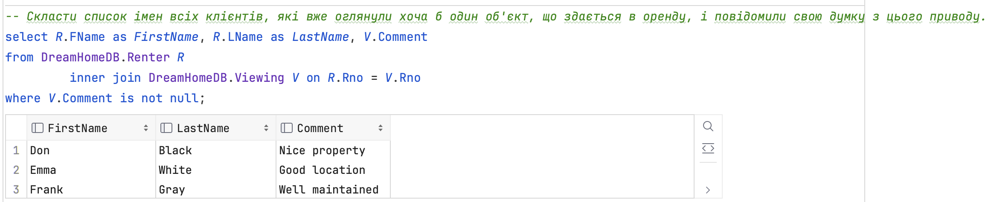 -- Скласти список імен всіх клієнтів, які вже оглянули хоча б один об'єкт, що здається в оренду, і повідомили свою думку з цього приводу.
select R.FName as FirstName, R.LName as LastName, V.Comment
from DreamHomeDB.Renter R
inner join DreamHomeDB.Viewing V on R.Rno = V.Rno
where V.Comment is not null;
FirstName LastName Comment
1 Don Black Nice property
2 Emma White Good location
3 Frank Gray Well maintained